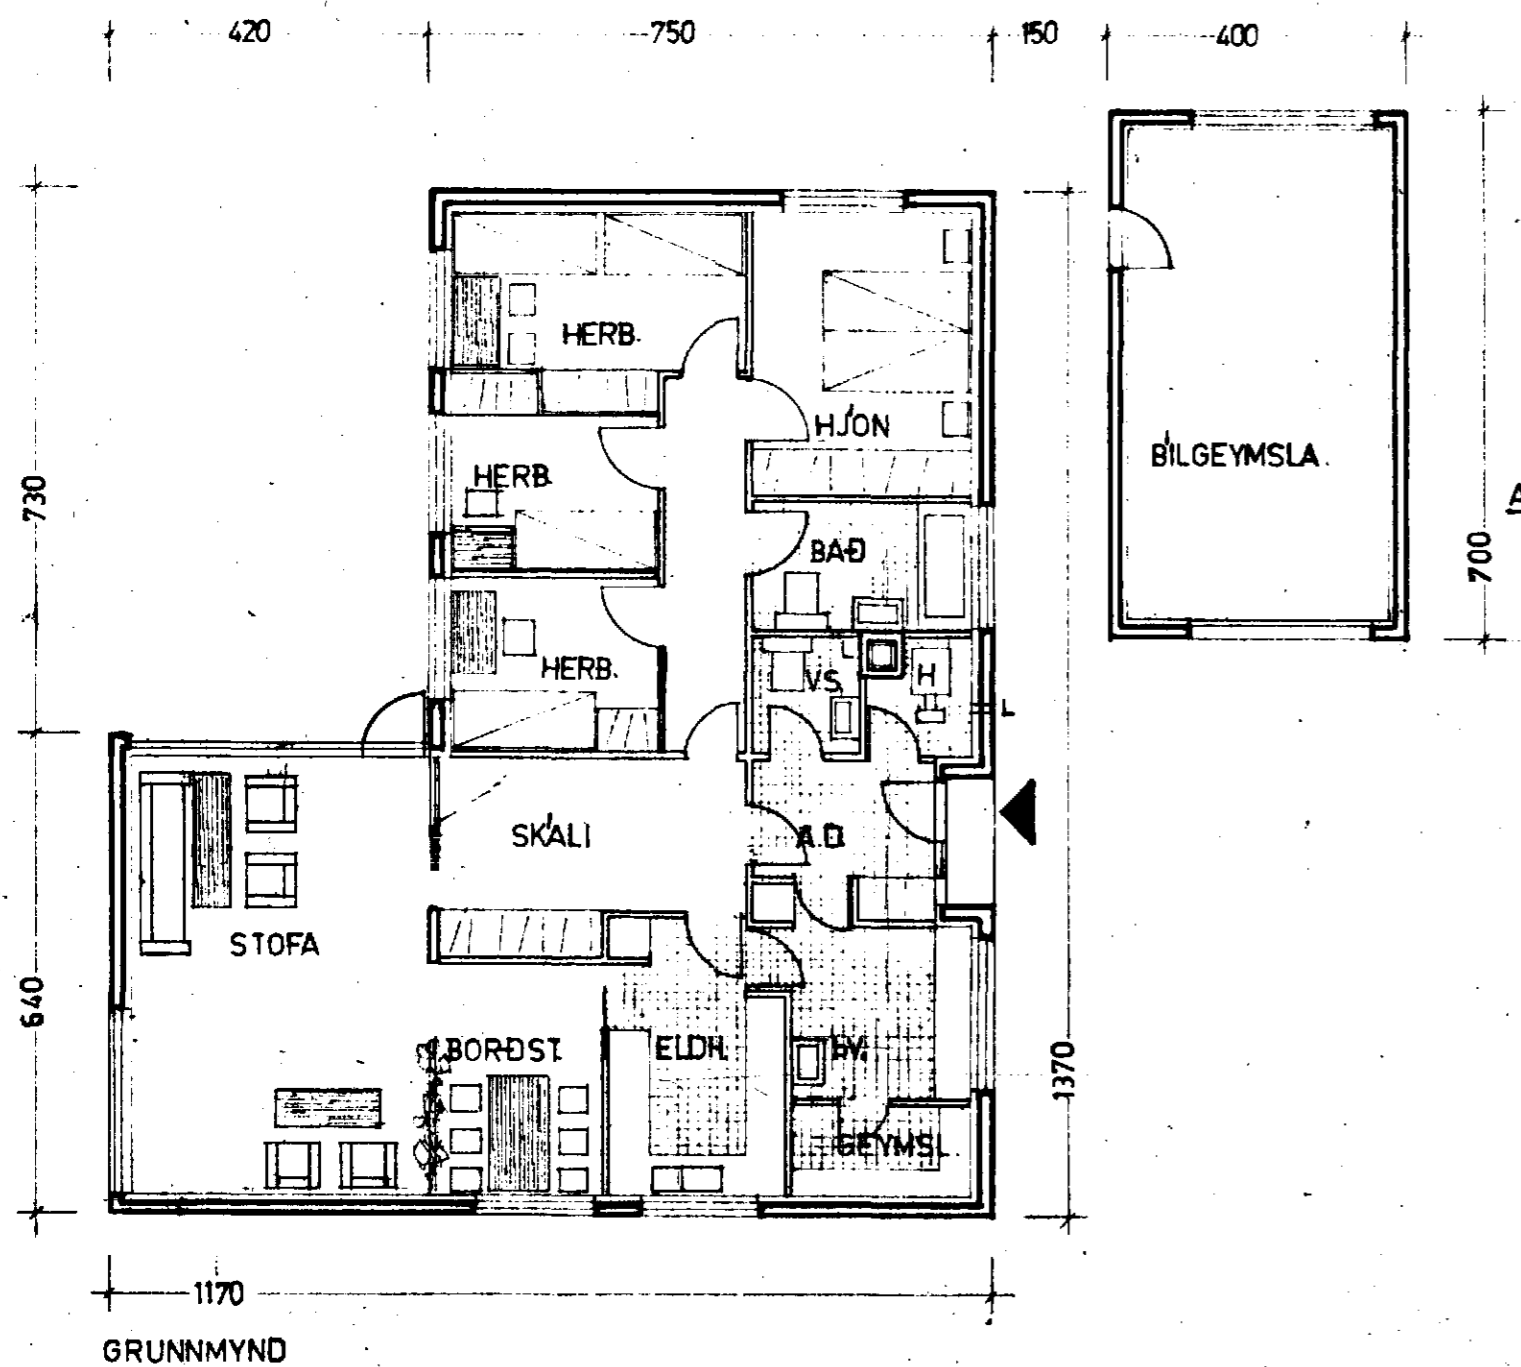 420 750 150 400
HERB.
HJÓN
BÍLGEYMSLA.
HERB.
730
700
BAÐ
HERB.
VS.
H
L
SKÁLI
A.D.
STOFA
640
BORÐST.
ELDH.
ÞV.
1370
GEYMSL.
1170
GRUNNMYND